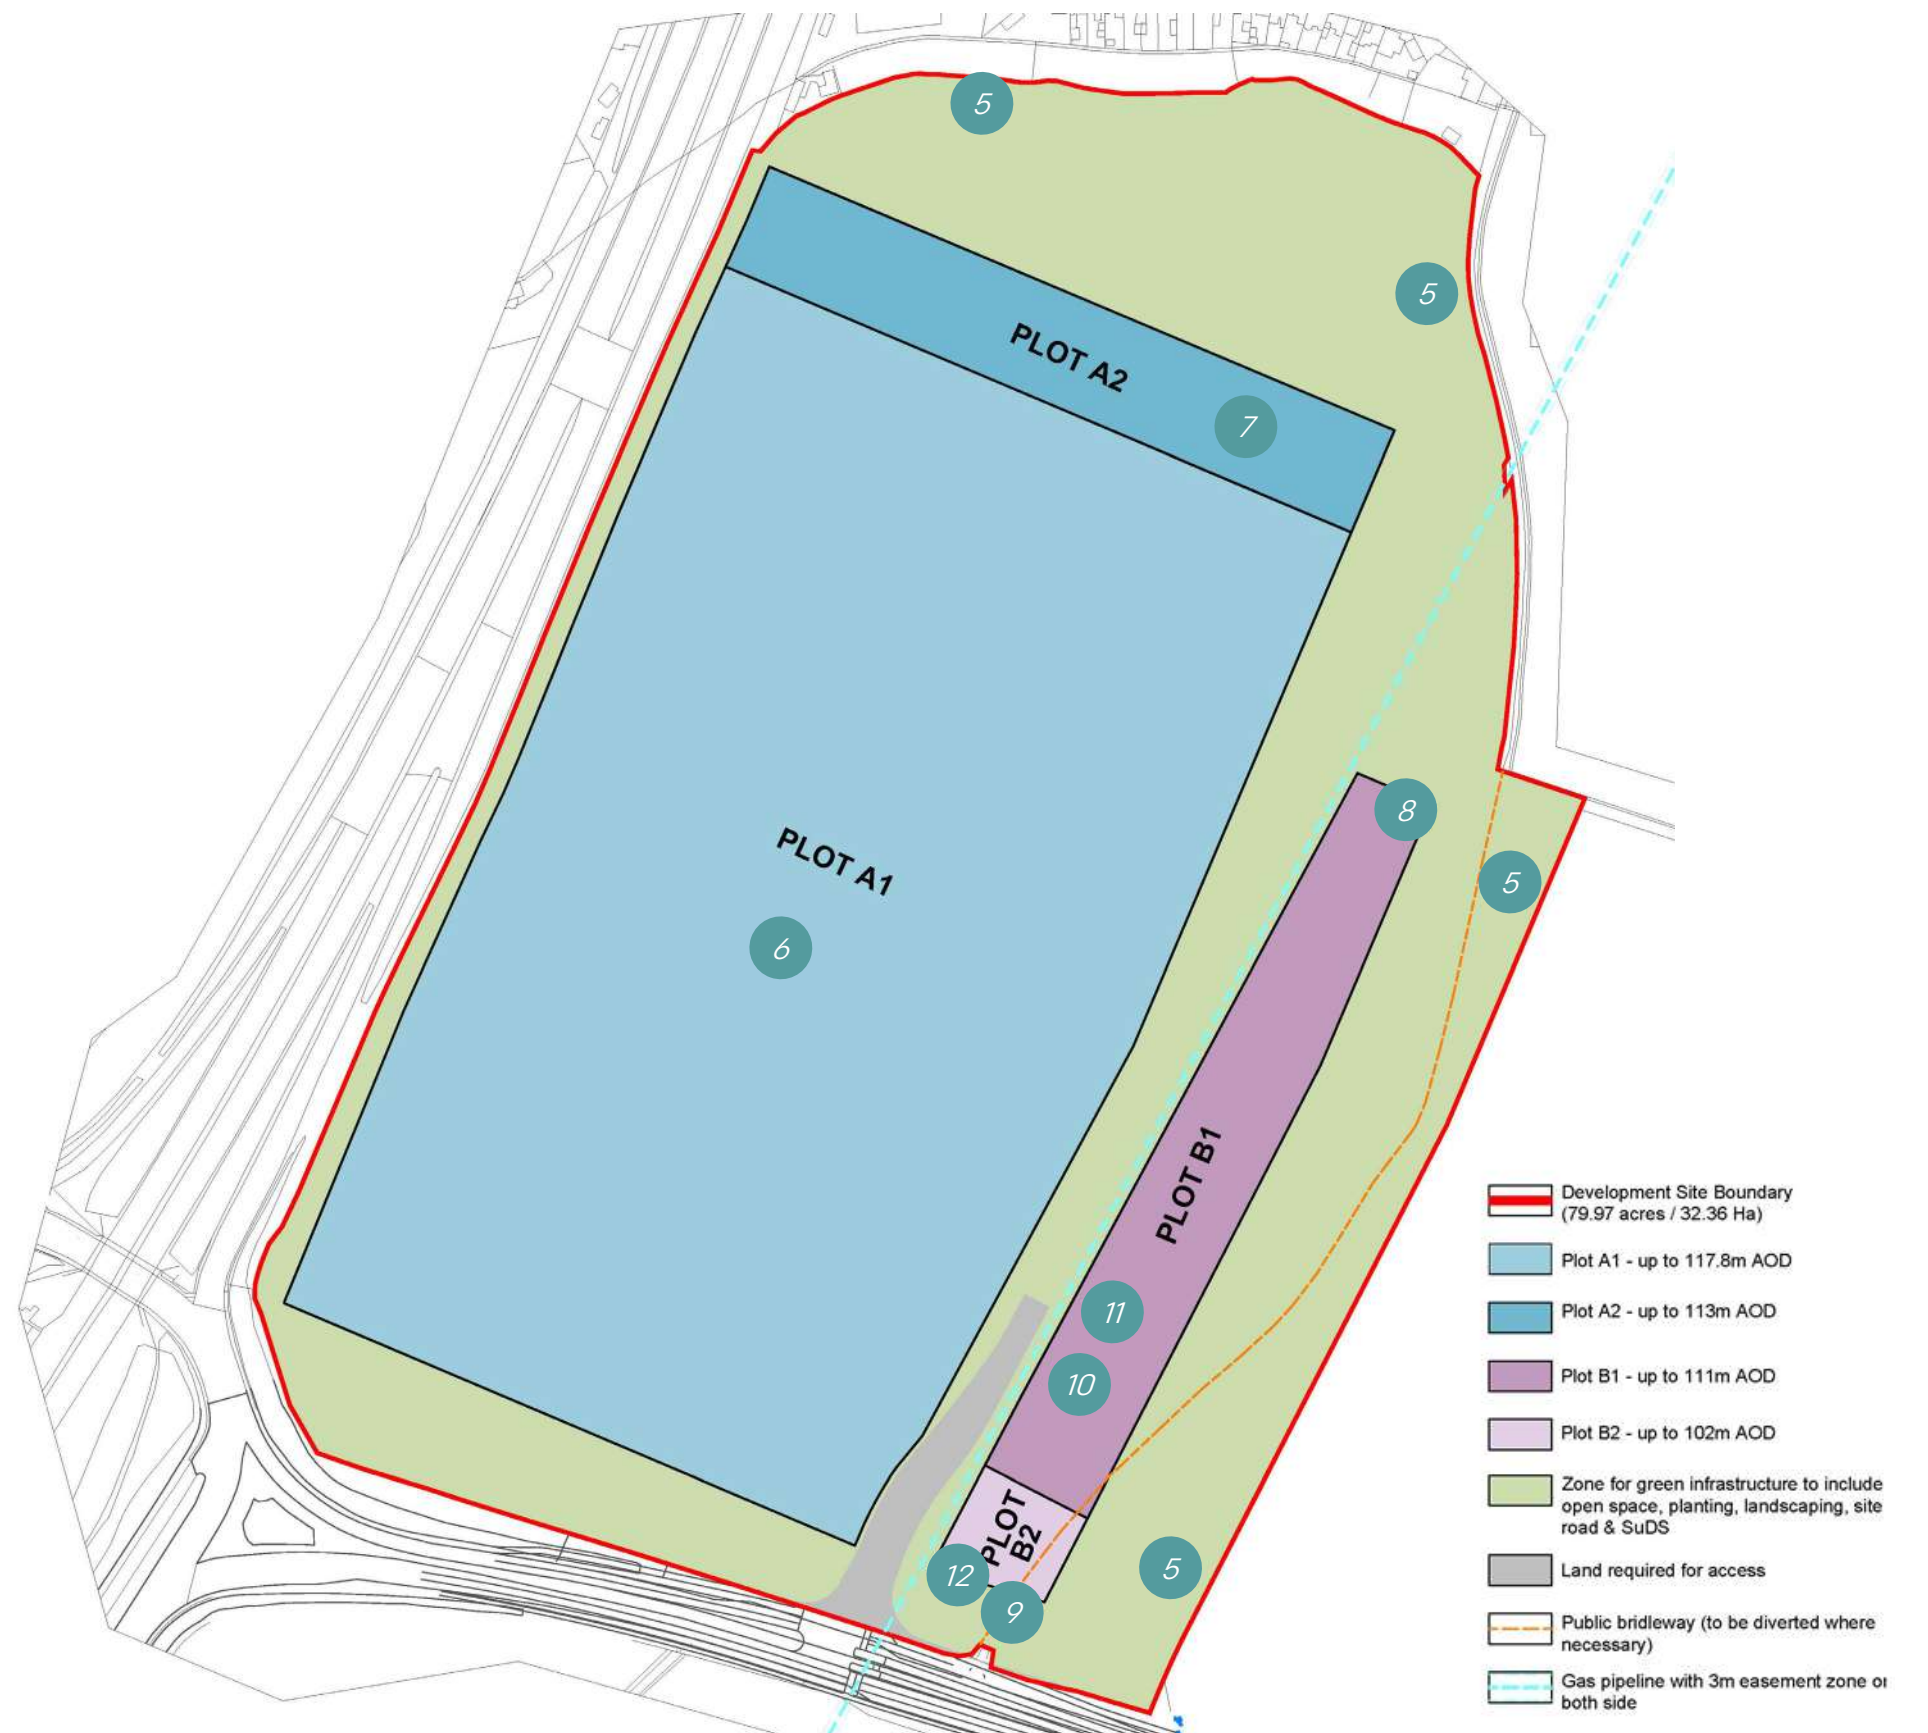 5
5
PLOT A2
7
8
PLOT A1
5
6
PLOT B1
11
10
PLOT
B2
12
9
5
Development Site Boundary
(79.97 acres / 32.36 Ha)
Plot A1 - up to 117.8m AOD
Plot A2 - up to 113m AOD
Plot B1 - up to 111m AOD
Plot B2 - up to 102m AOD
Zone for green infrastructure to include
open space, planting, landscaping, site
road & SuDS
Land required for access
Public bridleway (to be diverted where
necessary)
Gas pipeline with 3m easement zone or
both side